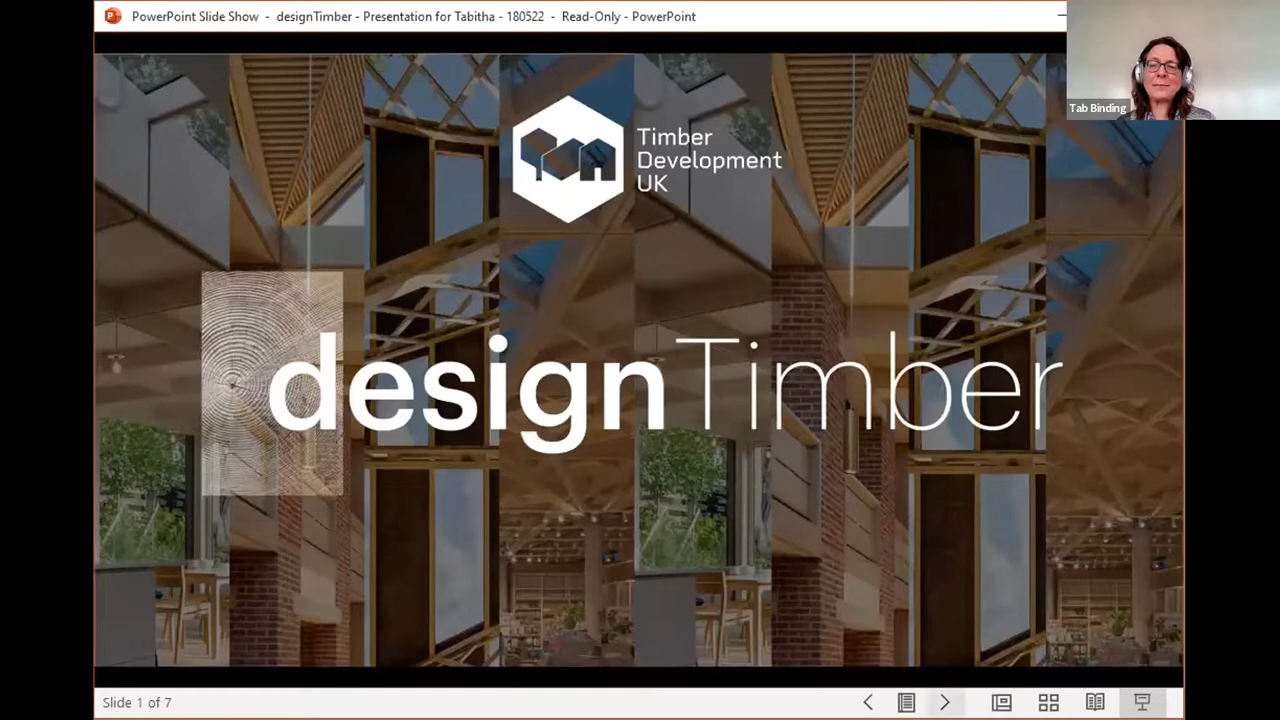 PowerPoint Slide Show - designTimber - Presentation for Tabitha - 180522 - Read-Only - PowerPoint
Tab Binding
Timber
Development
UK
designTimber
Slide 1 of 7